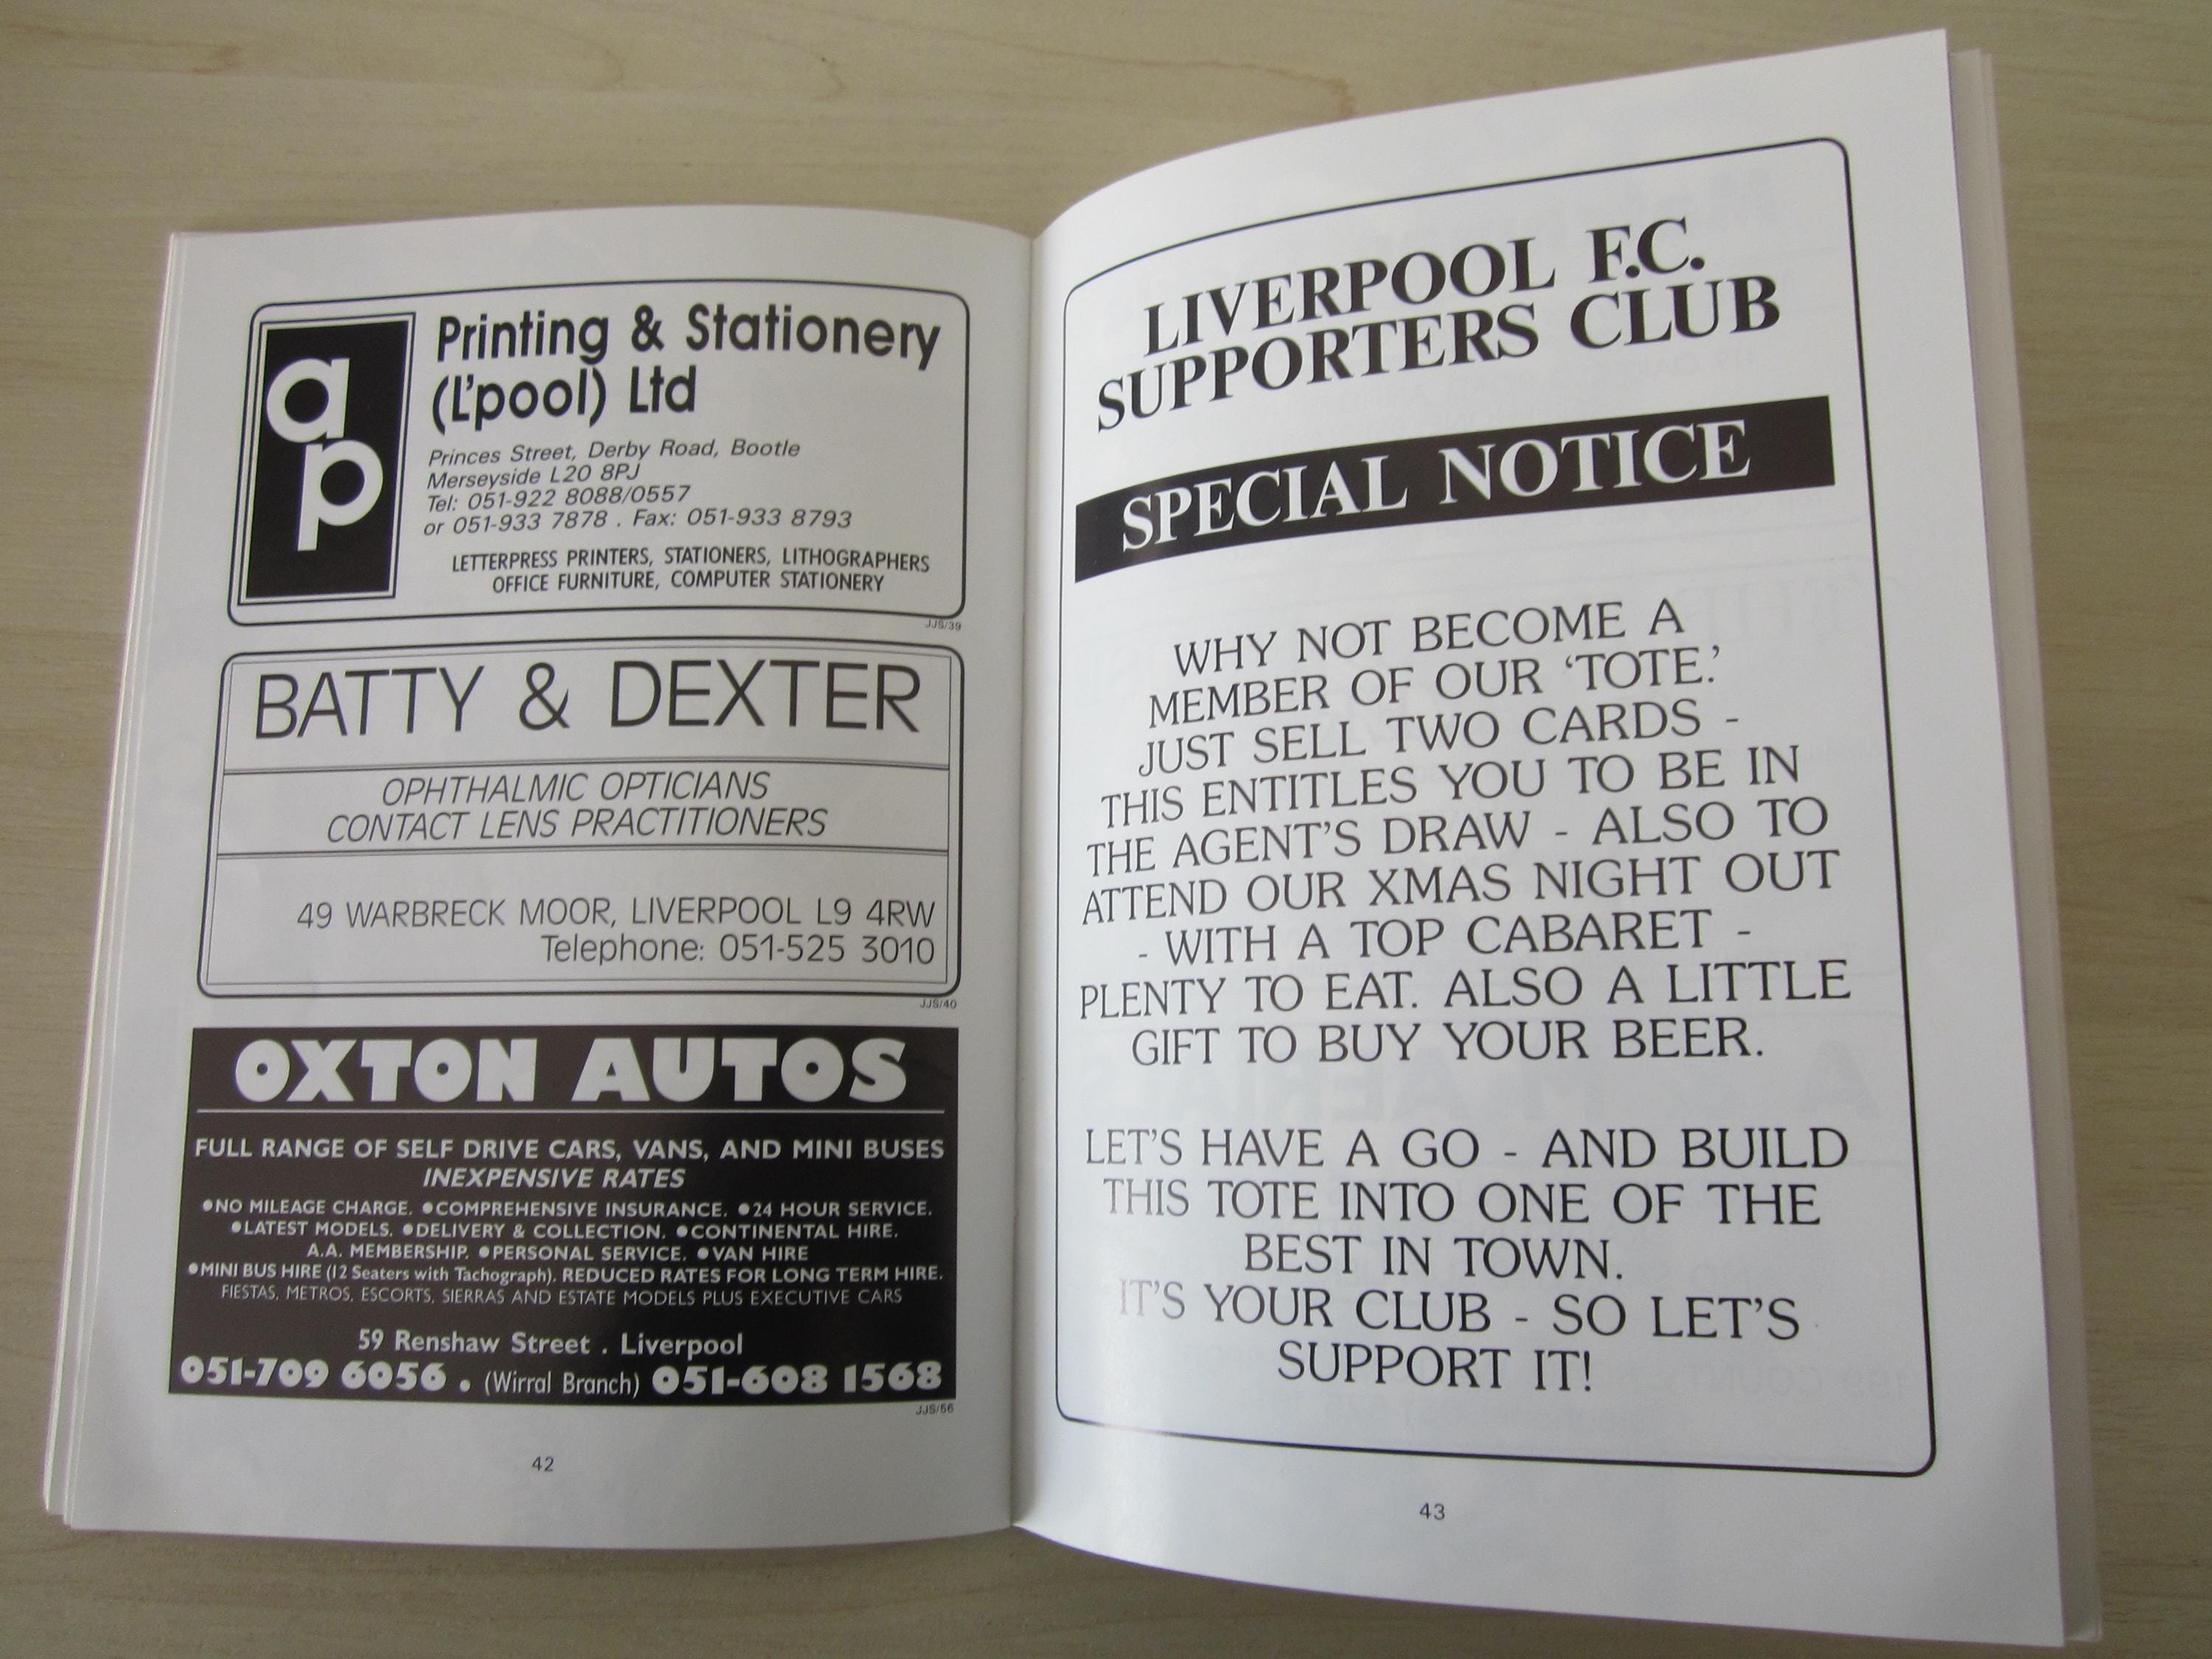 ap
Printing & Stationery
(L'pool) Ltd
Princes Street, Derby Road, Bootle
Merseyside L20 8PJ
Tel: 051-922 8088/0557
or 051-933 7878 . Fax: 051-933 8793
LETTERPRESS PRINTERS, STATIONERS, LITHOGRAPHERS
OFFICE FURNITURE, COMPUTER STATIONERY
JJS/39
BATTY & DEXTER
OPHTHALMIC OPTICIANS
CONTACT LENS PRACTITIONERS
49 WARBRECK MOOR, LIVERPOOL L9 4RW
Telephone: 051-525 3010
JJS/40
OXTON AUTOS
FULL RANGE OF SELF DRIVE CARS, VANS, AND MINI BUSES
INEXPENSIVE RATES
●NO MILEAGE CHARGE. ●COMPREHENSIVE INSURANCE. ●24 HOUR SERVICE.
●LATEST MODELS. ●DELIVERY & COLLECTION. ●CONTINENTAL HIRE.
A.A. MEMBERSHIP. ●PERSONAL SERVICE. ●VAN HIRE
●MINI BUS HIRE (12 Seaters with Tachograph). REDUCED RATES FOR LONG TERM HIRE.
FIESTAS, METROS, ESCORTS, SIERRAS AND ESTATE MODELS PLUS EXECUTIVE CARS
59 Renshaw Street . Liverpool
051-709 6056 . (Wirral Branch) 051-608 1568
JJS/56
42
LIVERPOOL F.C.
SUPPORTERS CLUB
SPECIAL NOTICE
WHY NOT BECOME A
MEMBER OF OUR 'TOTE.'
JUST SELL TWO CARDS -
THIS ENTITLES YOU TO BE IN
THE AGENT'S DRAW - ALSO TO
ATTEND OUR XMAS NIGHT OUT
- WITH A TOP CABARET -
PLENTY TO EAT. ALSO A LITTLE
GIFT TO BUY YOUR BEER.
LET'S HAVE A GO - AND BUILD
THIS TOTE INTO ONE OF THE
BEST IN TOWN.
IT'S YOUR CLUB - SO LET'S
SUPPORT IT!
43